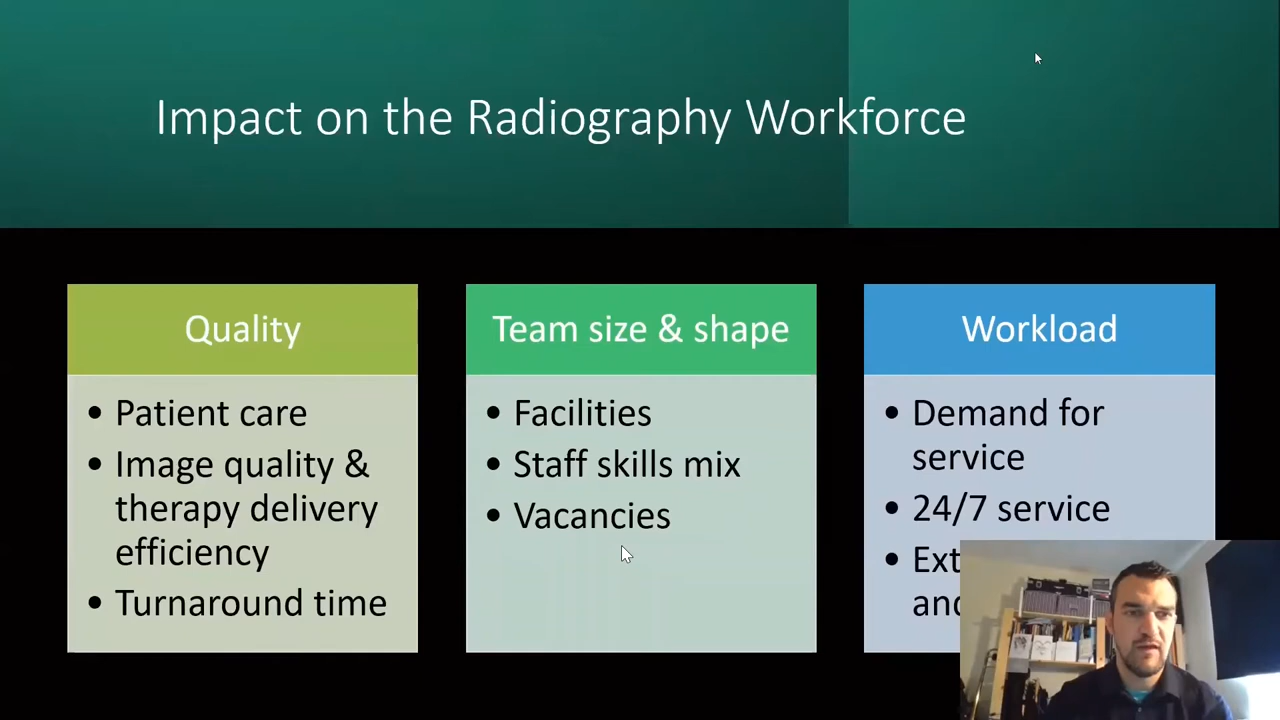 Impact on the Radiography Workforce
Quality
• Patient care
• Image quality &
therapy delivery
efficiency
• Turnaround time
Team size & shape
• Facilities
• Staff skills mix
• Vacancies
Workload
• Demand for
service
• 24/7 service